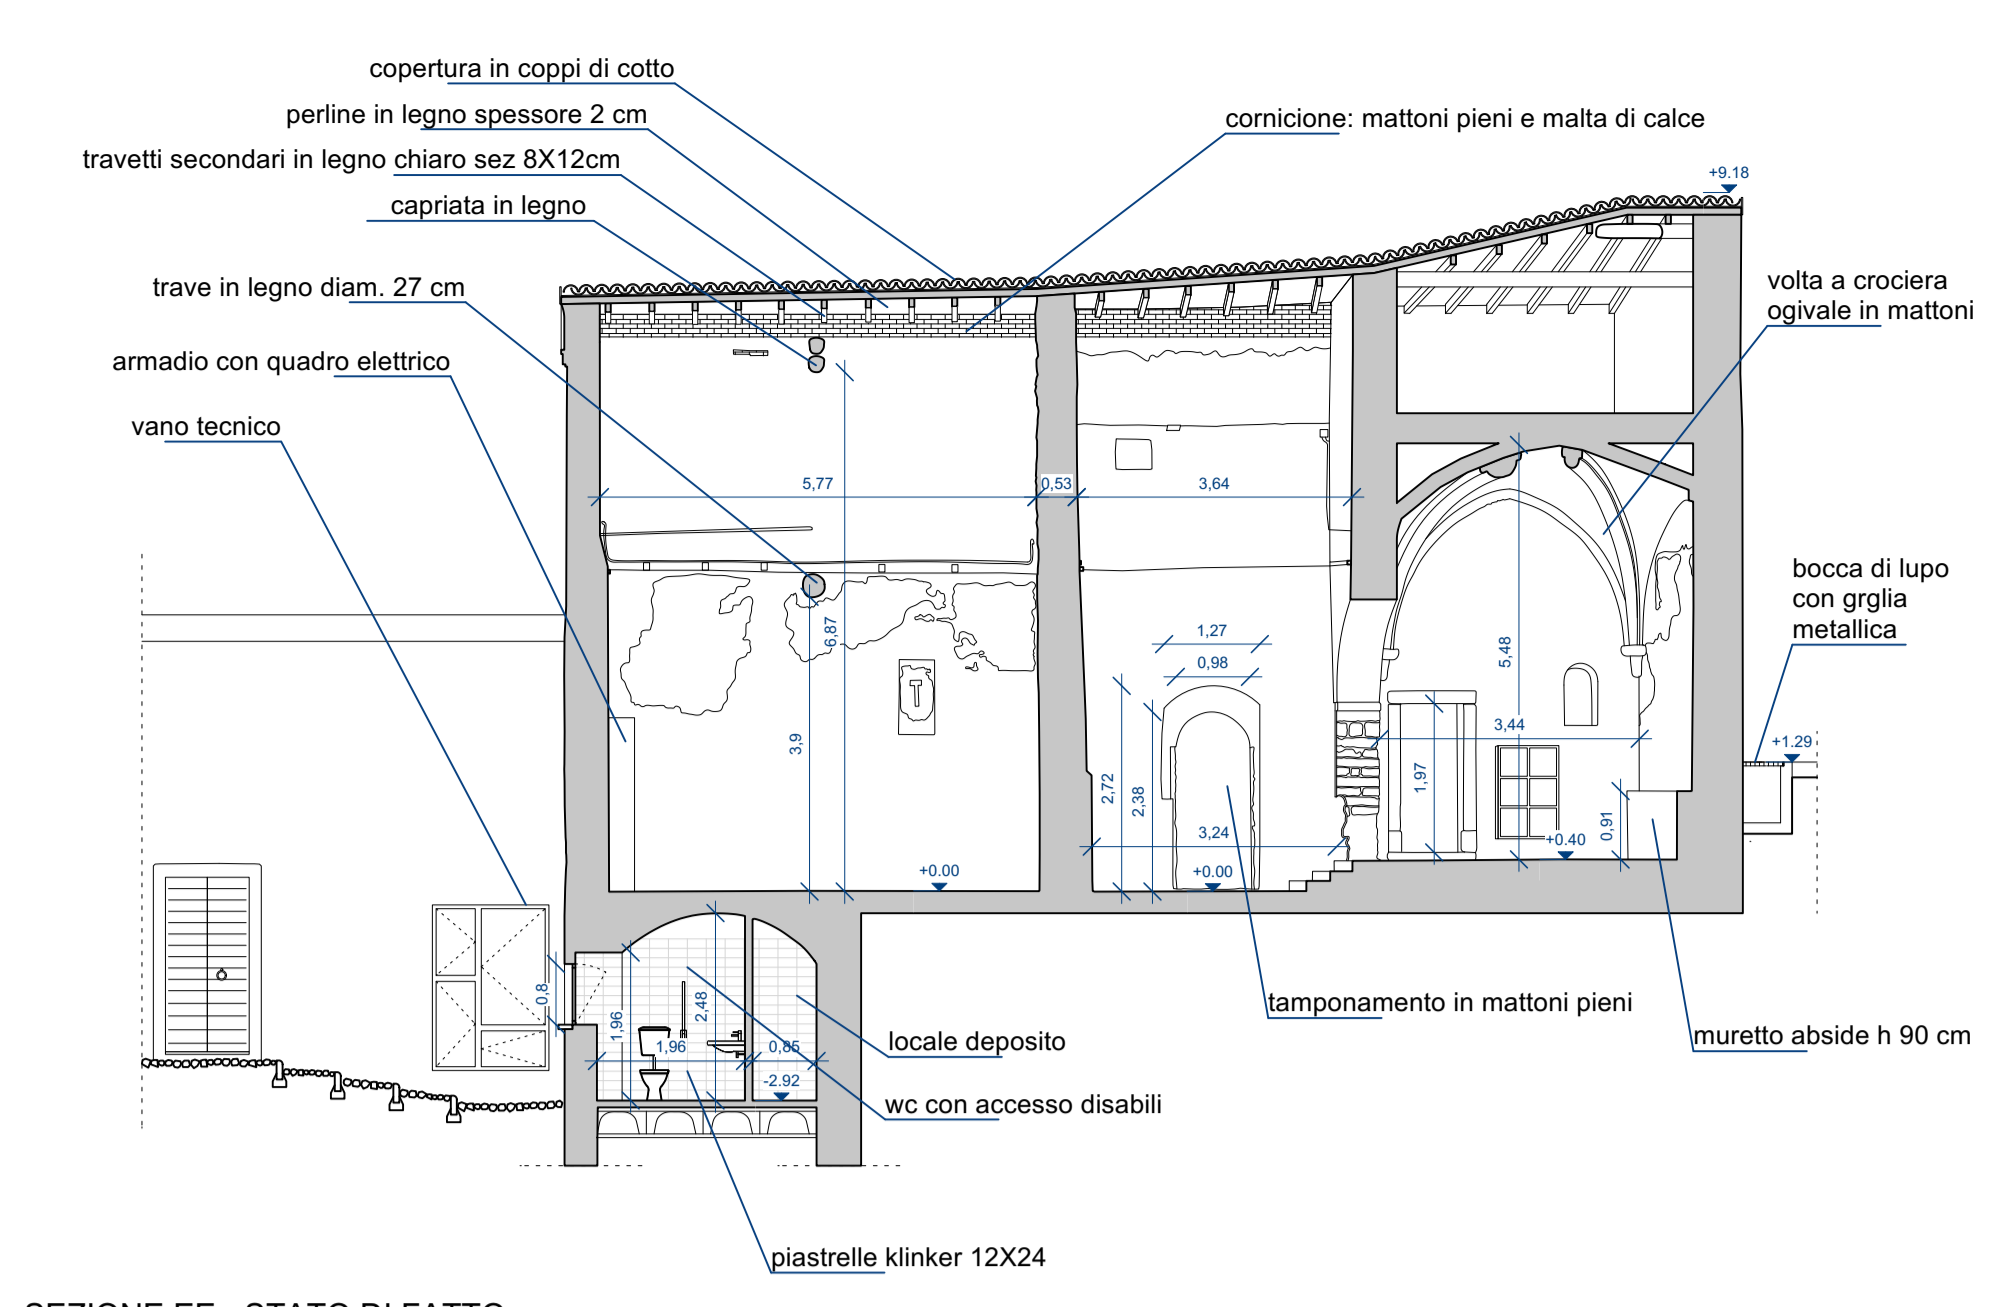 copertura in coppi di cotto
perline in legno spessore 2 cm
travetti secondari in legno chiaro sez 8X12cm
capriata in legno
trave in legno diam. 27 cm
armadio con quadro elettrico
vano tecnico
cornicione: mattoni pieni e malta di calce
+9.18
volta a crociera
ogivale in mattoni
bocca di lupo
con grglia
metallica
+1.29
5,77
0,53
3,64
6,87
3,9
1,27
0,98
2,72
2,38
3,24
5,48
3,44
1,97
0,91
+0.40
+0.00
+0.00
0,8
1,96
2,48
1,96
0,85
-2.92
locale deposito
wc con accesso disabili
piastrelle klinker 12X24
tamponamento in mattoni pieni
muretto abside h 90 cm